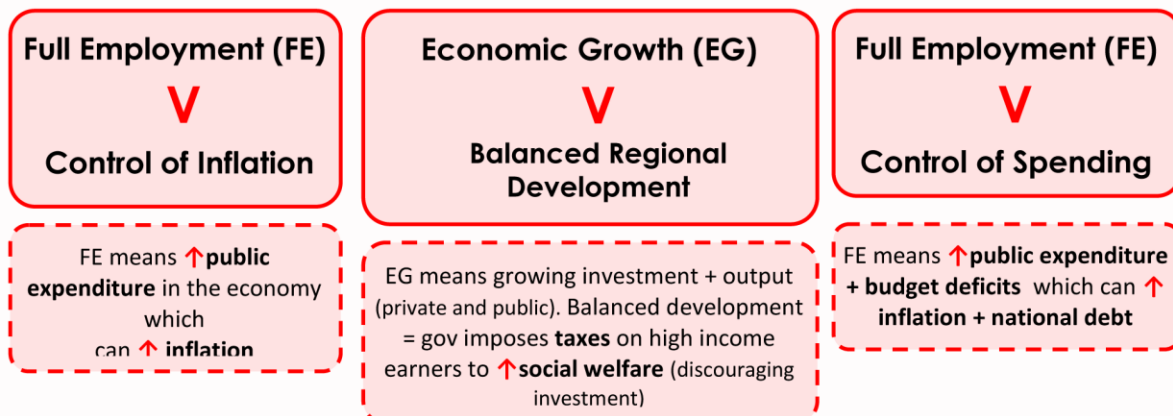 Full Employment (FE)
V
Control of Inflation
FE means ↑public
expenditure in the economy
which
can ↑ inflation
Economic Growth (EG)
V
Balanced Regional
Development
EG means growing investment + output
(private and public). Balanced development
= gov imposes taxes on high income
earners to ↑social welfare (discouraging
investment)
Full Employment (FE)
V
Control of Spending
FE means ↑public expenditure
+ budget deficits which can ↑
inflation + national debt